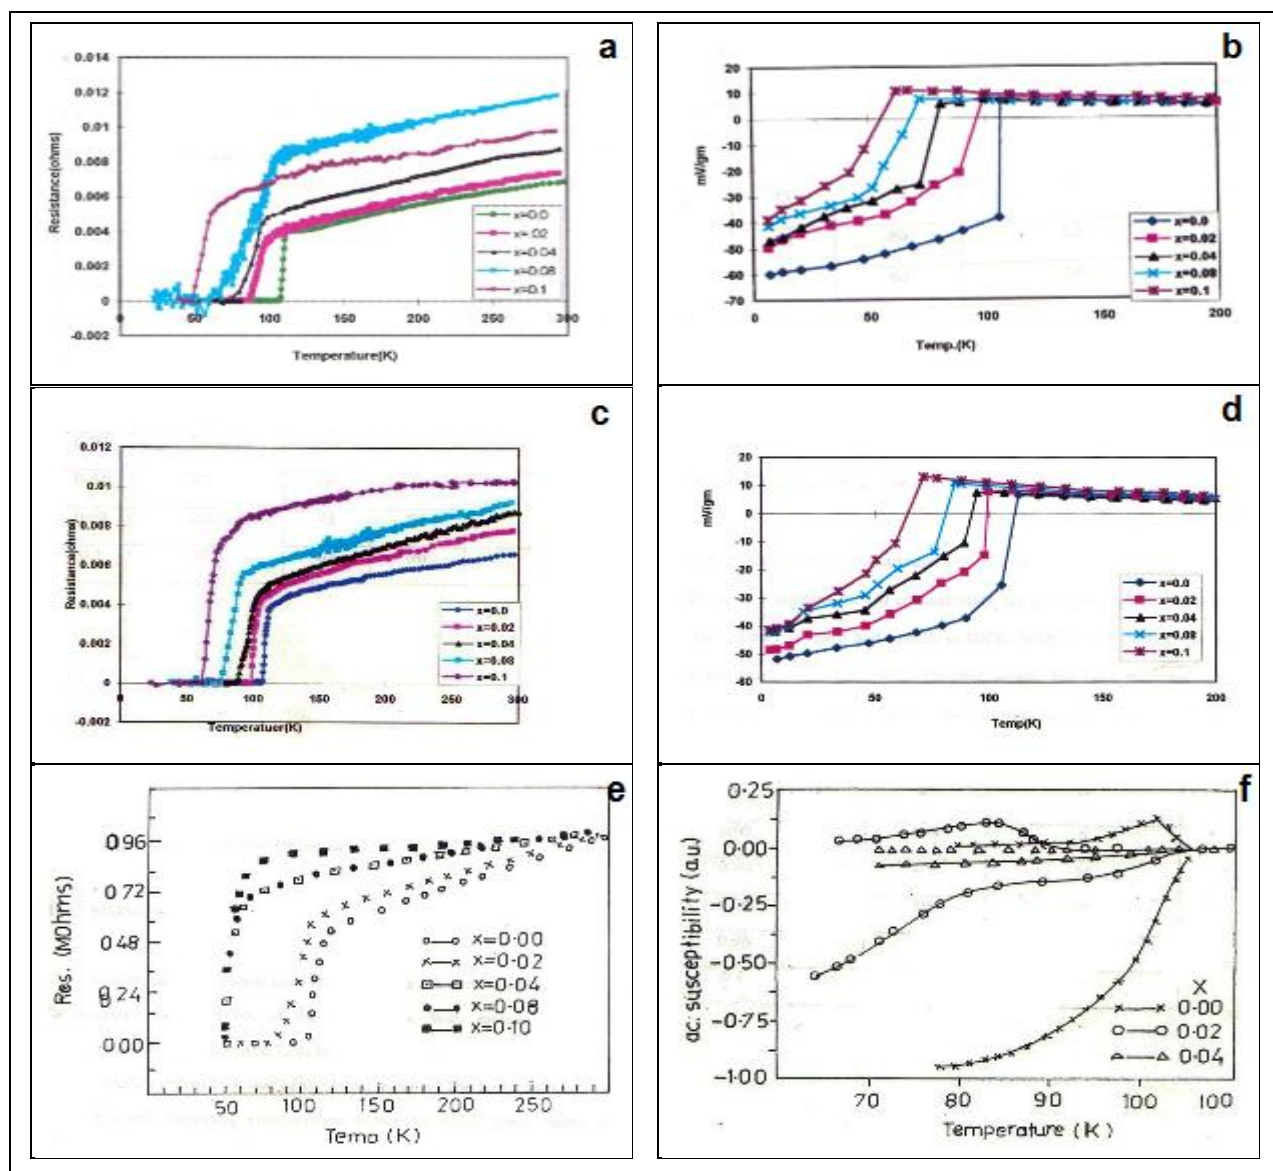 a
0.014
0.012
0.01
0.008
0.006
0.004
0.002
0
-0.002
Resistance(ohms)
0 50 100 150 200 250 300
Temperature(K)
x=0.0
x=.02
x=0.04
x=0.08
x=0.1
b
20
10
0
-10
-20
-30
-40
-50
-60
-70
mV/gm
0 50 100 150 200
Temp.(K)
x=0.0
x=0.02
x=0.04
x=0.08
x=0.1
c
0.012
0.01
0.008
0.006
0.004
0.002
0
-0.002
Resistance(ohms)
0 50 100 150 200 250 300
Temperatuer(K)
x=0.0
x=0.02
x=0.04
x=0.08
x=0.1
d
20
10
0
-10
-20
-30
-40
-50
-60
mV/gm
0 50 100 150 200
Temp(K)
x=0.0
x=0.02
x=0.04
x=0.08
x=0.1
e
0.96
0.72
0.48
0.24
0.00
Res. (MOhms)
50 100 150 200 250
Temp (K)
X=0.00
X=0.02
X=0.04
X=0.08
X=0.10
f
0.25
0.00
-0.25
-0.50
-0.75
-1.00
ac. susceptibility (a.u.)
70 80 90 100 100
Temperature (K)
X
0.00
0.02
0.04